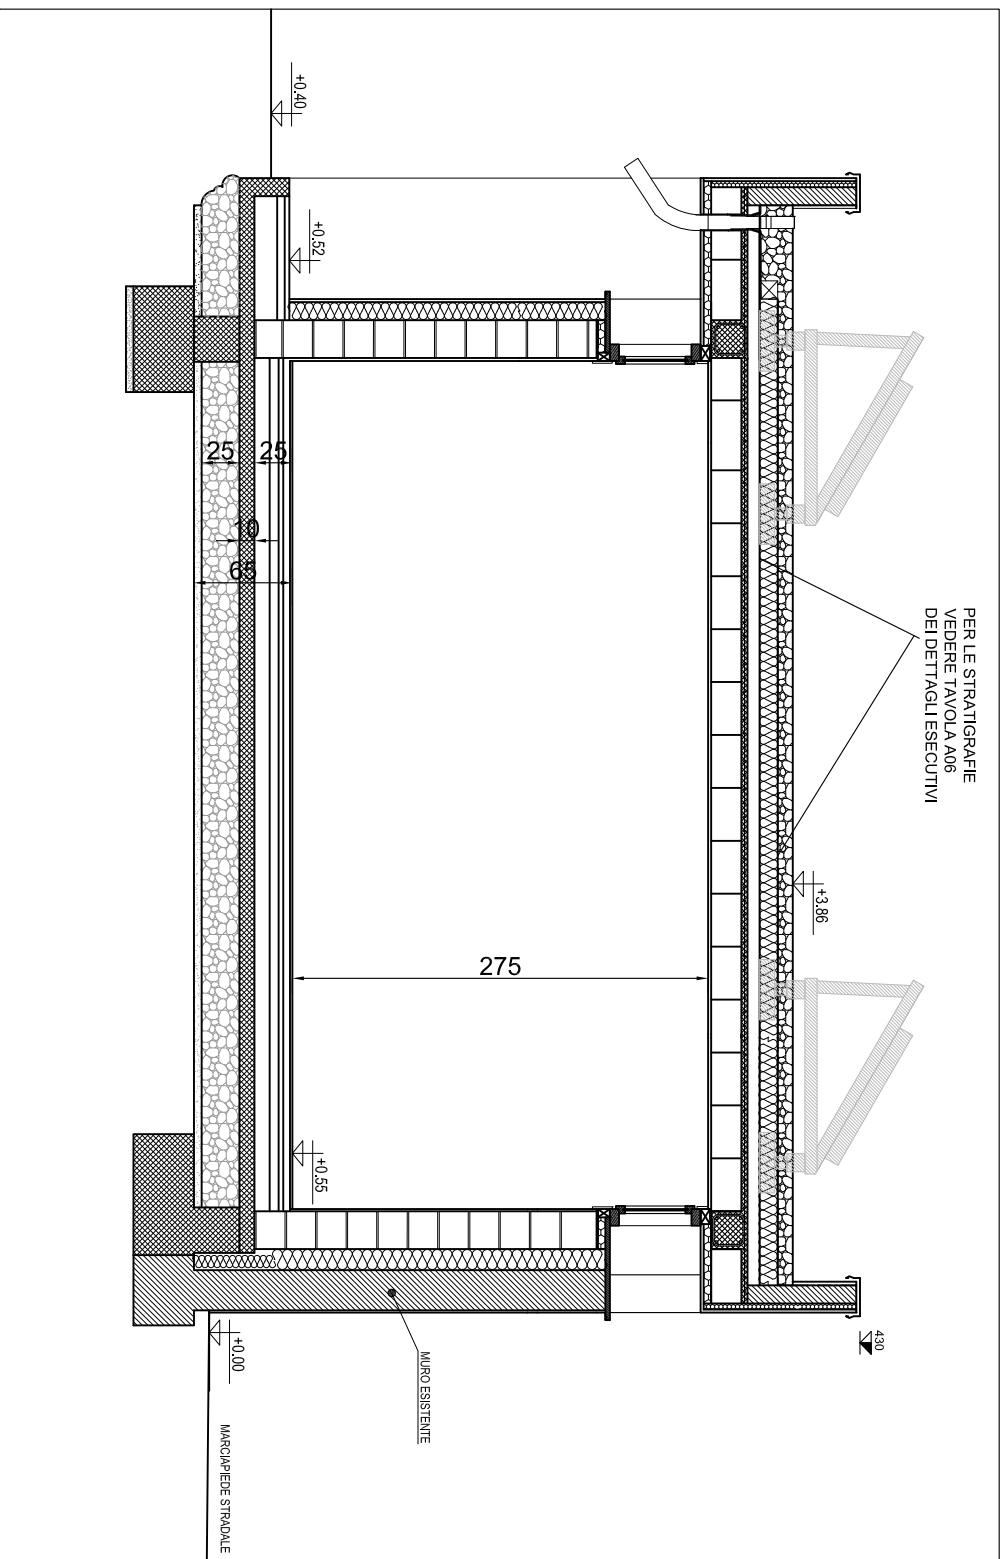 PER LE STRATIGRAFIE
VEDERE TAVOLA A06
DEI DETTAGLI ESECUTIVI
430
+3.86
275
+0.40
+0.52
25
25
10
65
+0.55
MURO ESISTENTE
+0.00
MARCIAPIEDE STRADALE